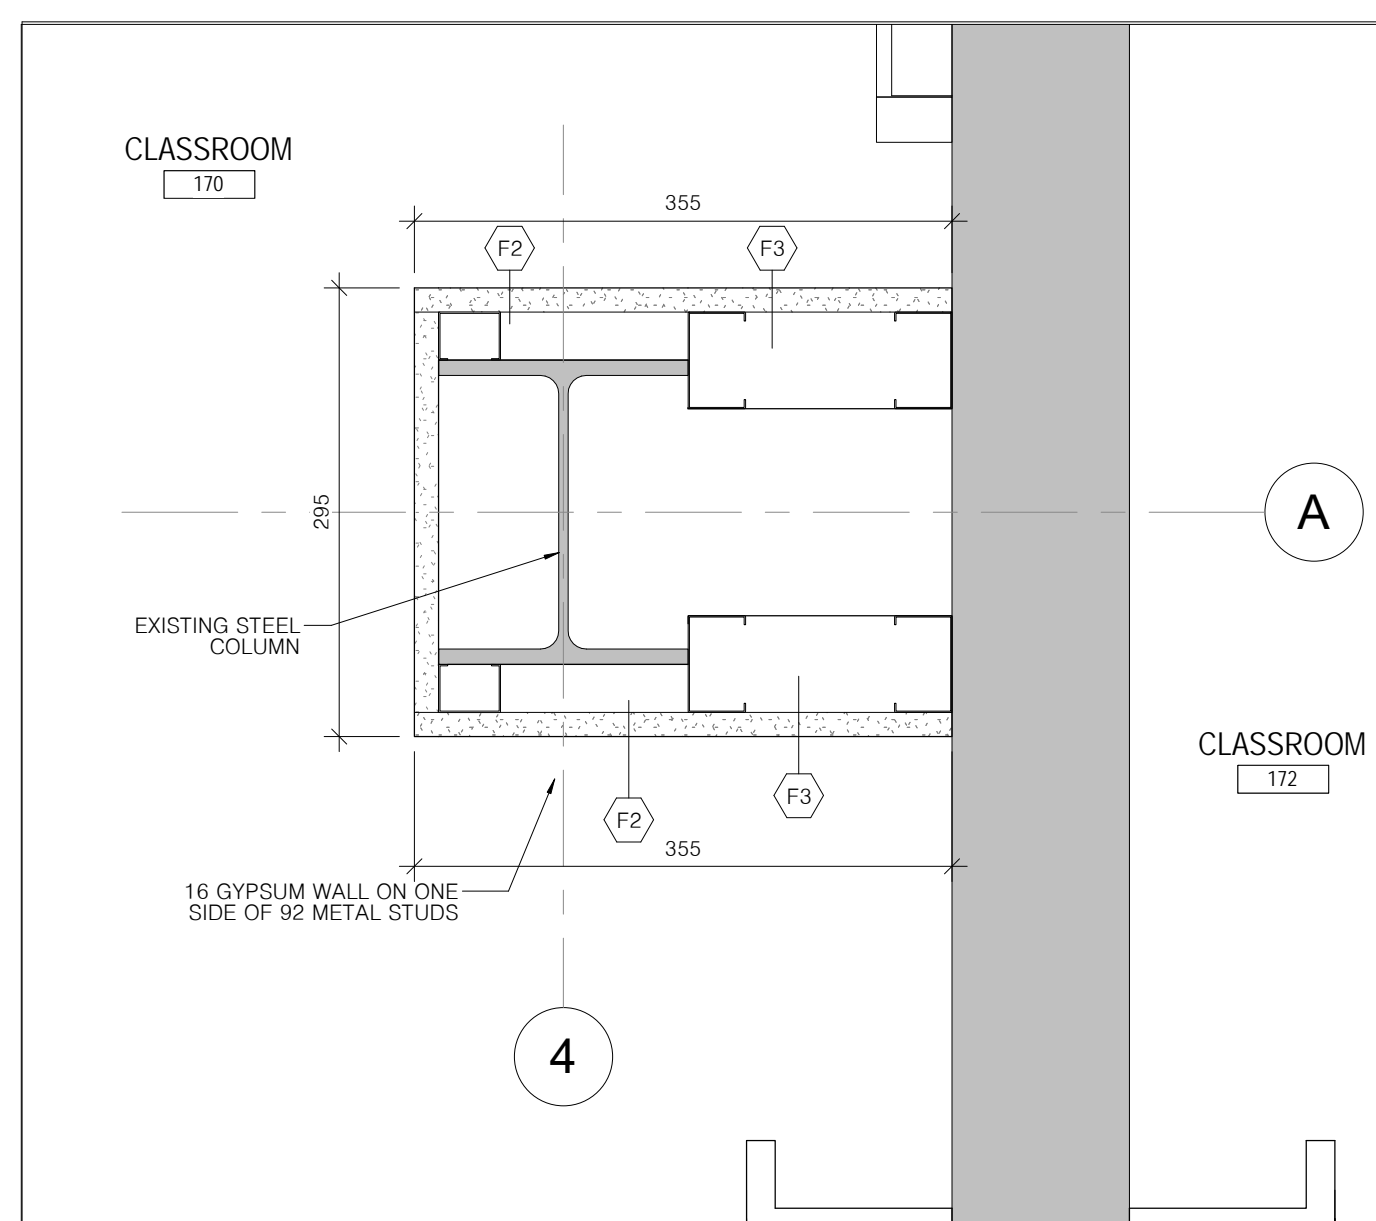 CLASSROOM
170
355
F2
F3
295
A
EXISTING STEEL
COLUMN
CLASSROOM
172
F3
F2
355
16 GYPSUM WALL ON ONE
SIDE OF 92 METAL STUDS
4